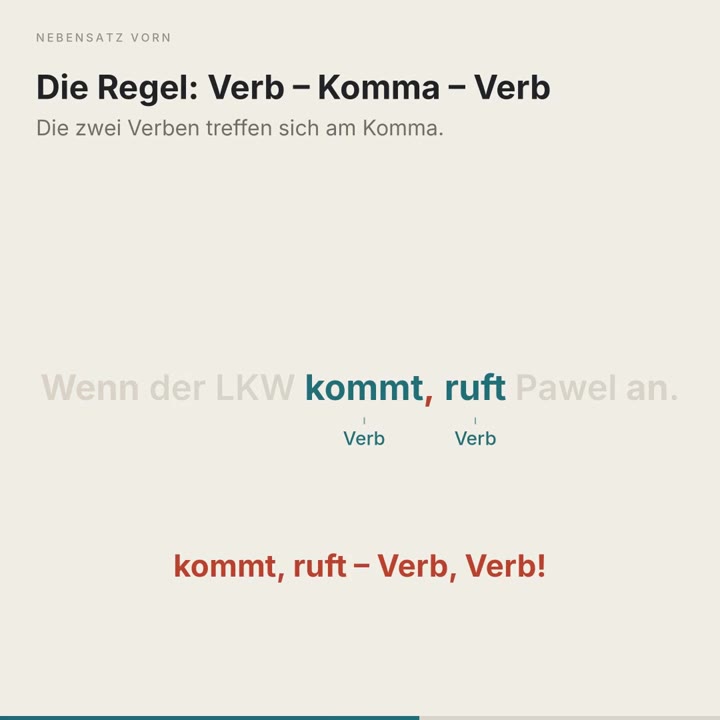 NEBENSATZ VORN
Die Regel: Verb – Komma – Verb
Die zwei Verben treffen sich am Komma.
Wenn der LKW kommt, ruft Pawel an.
Verb Verb
kommt, ruft – Verb, Verb!